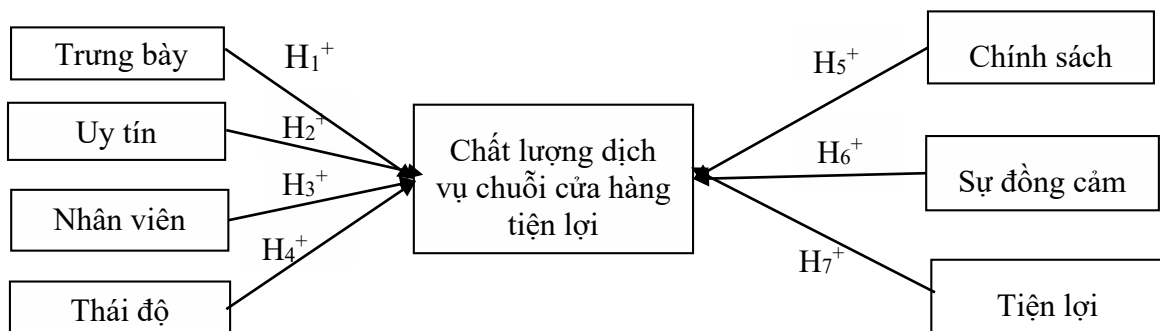 Trưng bày
Uy tín
Nhân viên
Thái độ
H₁⁺
H₂⁺
H₃⁺
H₄⁺
Chất lượng dịch
vụ chuỗi cửa hàng
tiện lợi
H₅⁺
H₆⁺
H₇⁺
Chính sách
Sự đồng cảm
Tiện lợi